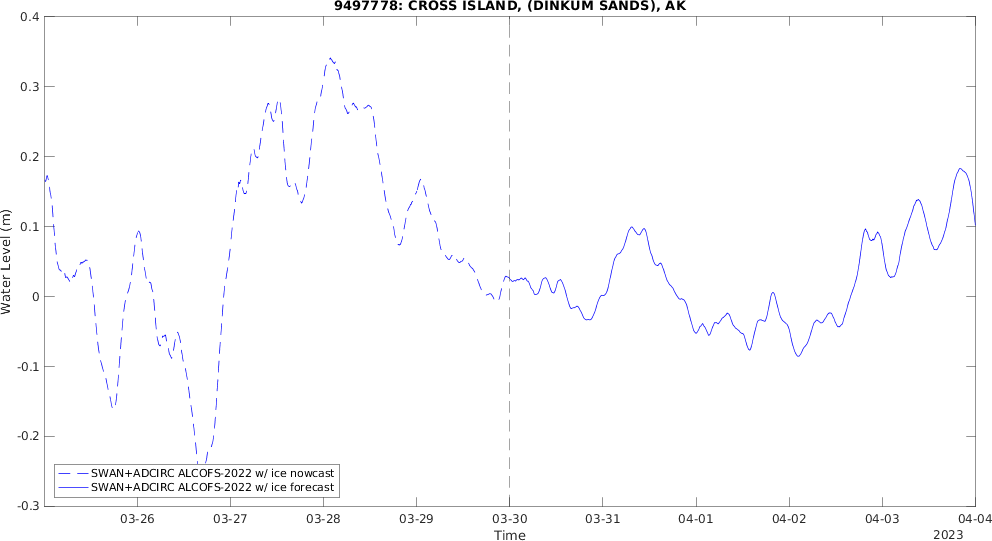 9497778: CROSS ISLAND, (DINKUM SANDS), AK
Water Level (m)
0.4
0.3
0.2
0.1
0
-0.1
-0.2
-0.3
SWAN+ADCIRC ALCOFS-2022 w/ ice nowcast
SWAN+ADCIRC ALCOFS-2022 w/ ice forecast
03-26 03-27 03-28 03-29 03-30 03-31 04-01 04-02 04-03 04-04
Time
2023